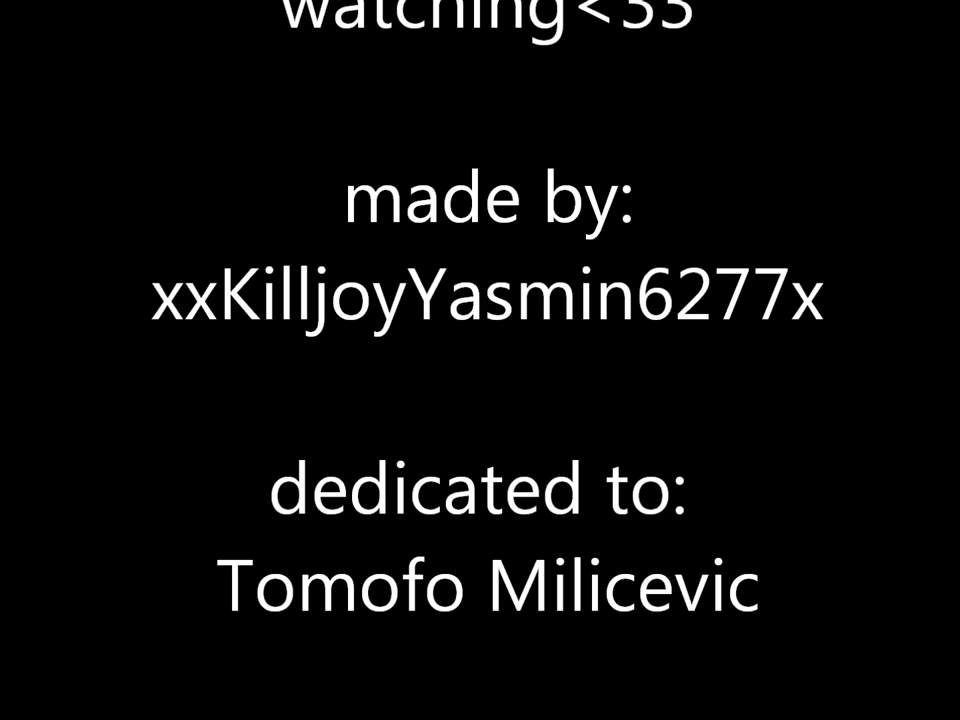 watching<33
made by:
xxKilljoyYasmin6277x
dedicated to:
Tomofo Milicevic